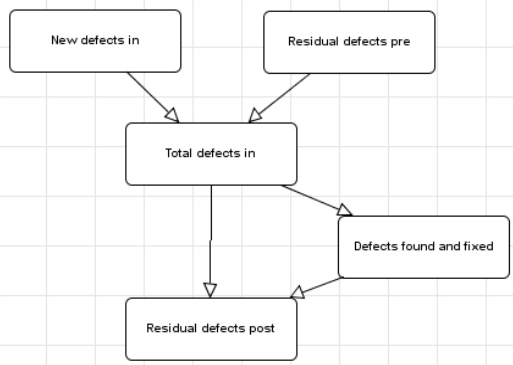 New defects in
Residual defects pre
Total defects in
Defects found and fixed
Residual defects post